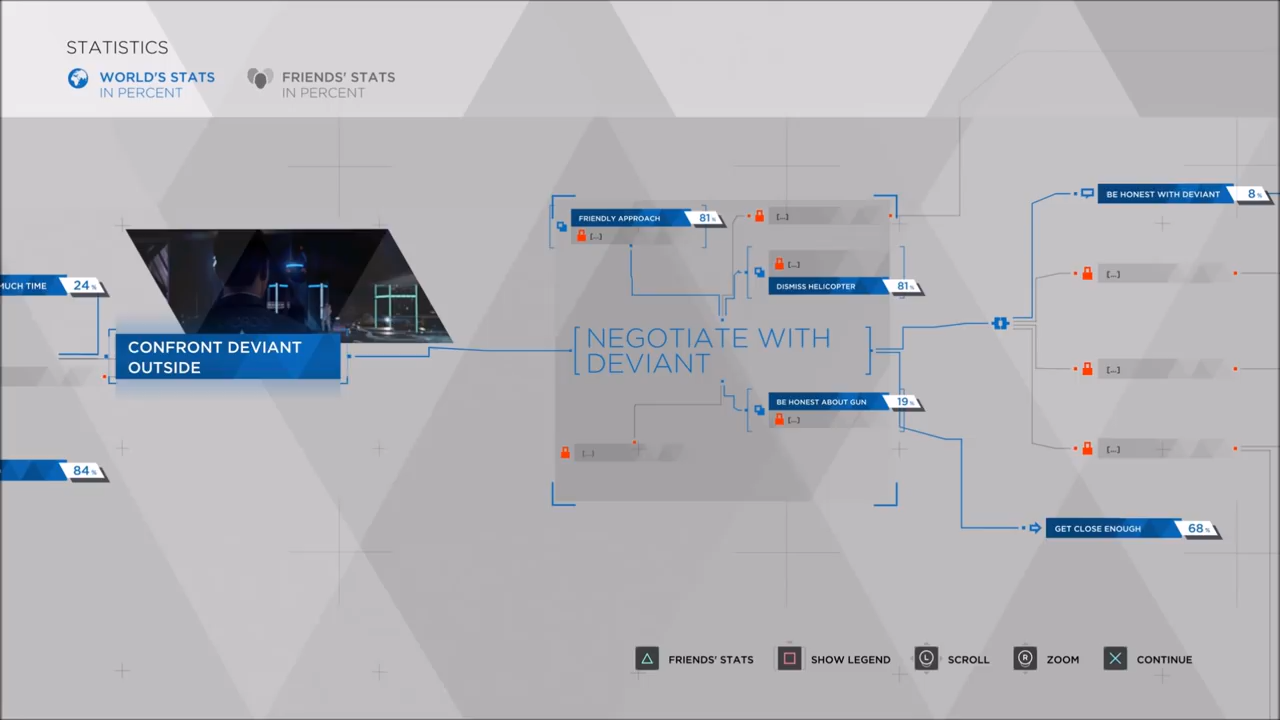 STATISTICS
WORLD'S STATS
IN PERCENT
FRIENDS' STATS
IN PERCENT
MUCH TIME 24%
CONFRONT DEVIANT
OUTSIDE
84%
FRIENDLY APPROACH 81%
[...]
[...]
[...]
DISMISS HELICOPTER 81%
NEGOTIATE WITH
DEVIANT
BE HONEST ABOUT GUN 19%
[...]
[...]
BE HONEST WITH DEVIANT 8%
[...]
[...]
[...]
GET CLOSE ENOUGH 68%
FRIENDS' STATS
SHOW LEGEND
L SCROLL
R ZOOM
CONTINUE